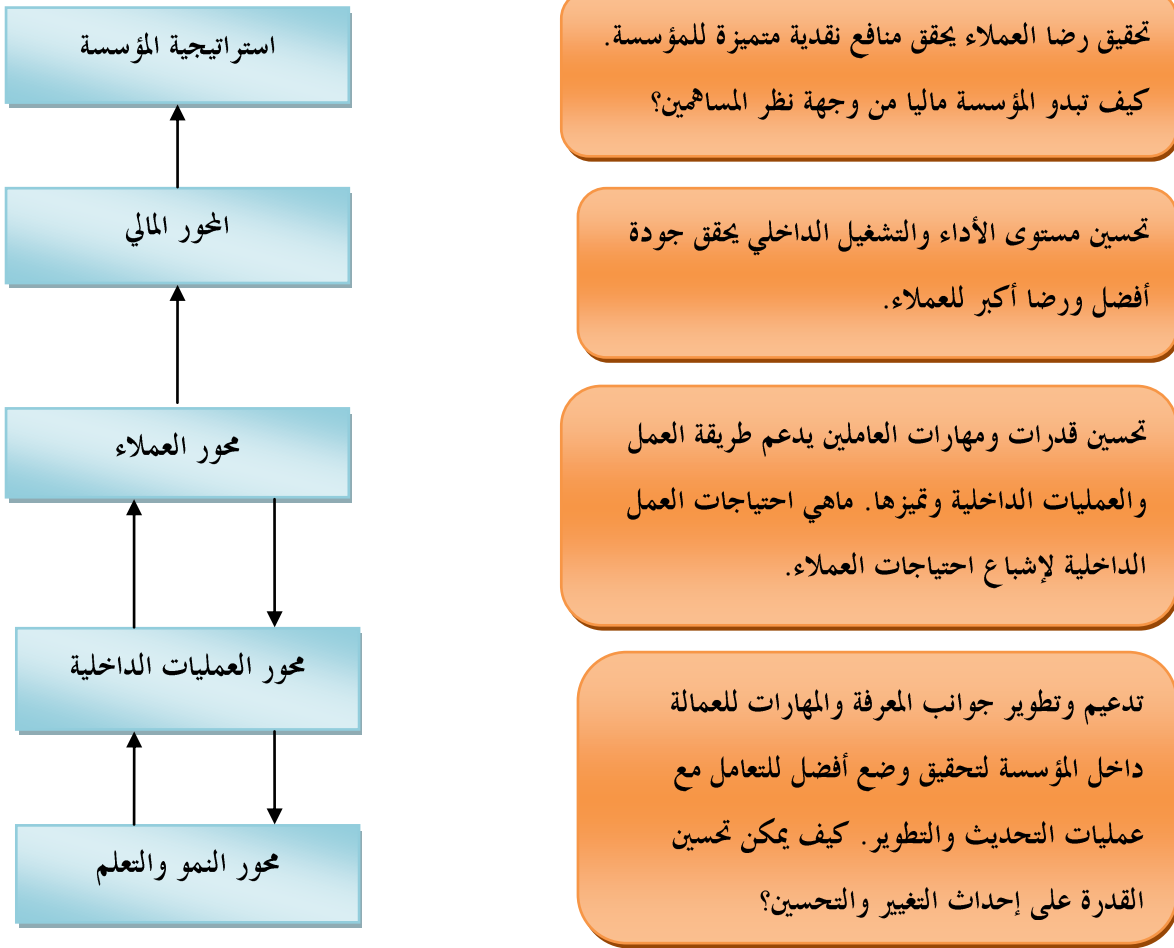 استراتيجية المؤسسة
تحقيق رضا العملاء يحقق منافع نقدية متميزة للمؤسسة.
كيف تبدو المؤسسة ماليا من وجهة نظر المساهمين؟
المحور المالي
تحسين مستوى الأداء والتشغيل الداخلي يحقق جودة
أفضل ورضا أكبر للعملاء.
محور العملاء
تحسين قدرات ومهارات العاملين يدعم طريقة العمل
والعمليات الداخلية وتميزها. ماهي احتياجات العمل
الداخلية لإشباع احتياجات العملاء.
محور العمليات الداخلية
تدعيم وتطوير جوانب المعرفة والمهارات للعمالة
داخل المؤسسة لتحقيق وضع أفضل للتعامل مع
عمليات التحديث والتطوير. كيف يمكن تحسين
القدرة على إحداث التغيير والتحسين؟
محور النمو والتعلم